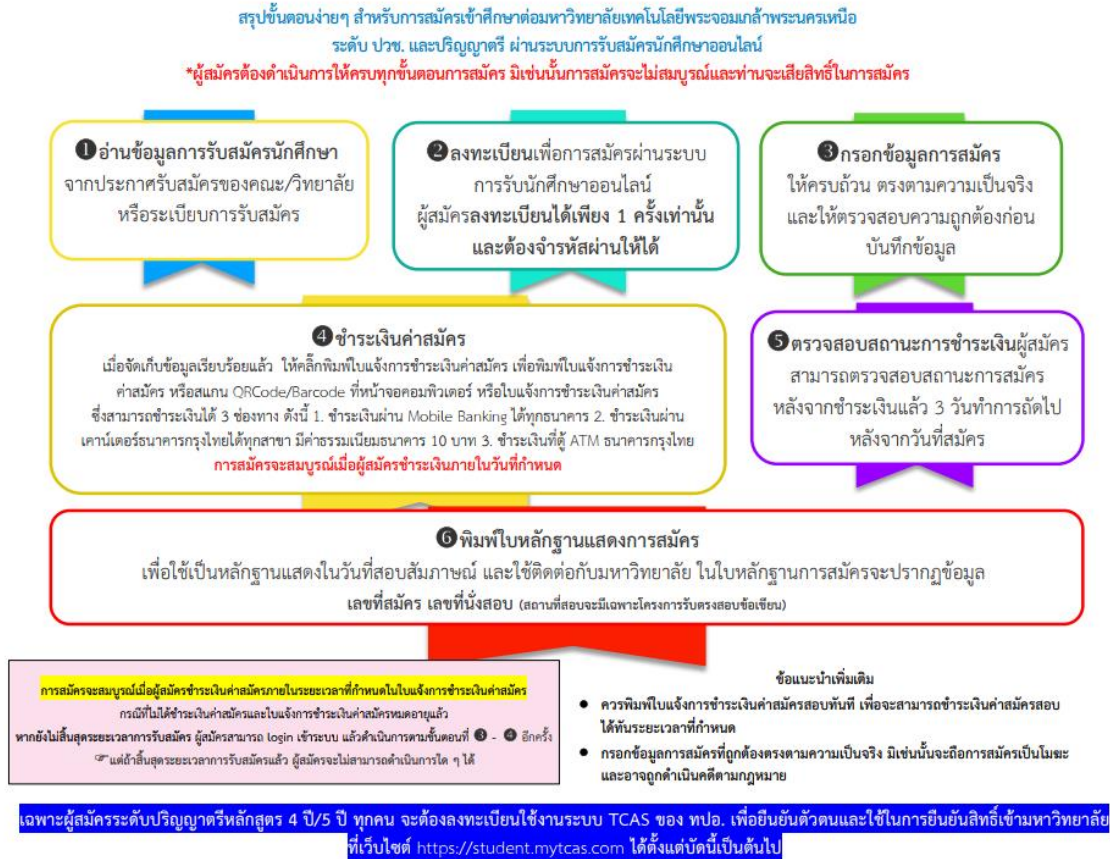 สรุปขั้นตอนง่ายๆ สำหรับการสมัครเข้าศึกษาต่อมหาวิทยาลัยเทคโนโลยีพระจอมเกล้าพระนครเหนือ
ระดับ ปวช. และปริญญาตรี ผ่านระบบการรับสมัครนักศึกษาออนไลน์
*ผู้สมัครต้องดำเนินการให้ครบทุกขั้นตอนการสมัคร มิเช่นนั้นการสมัครจะไม่สมบูรณ์และท่านจะเสียสิทธิ์ในการสมัคร
❶อ่านข้อมูลการรับสมัครนักศึกษา
จากประกาศรับสมัครของคณะ/วิทยาลัย
หรือระเบียบการรับสมัคร
❷ลงทะเบียนเพื่อการสมัครผ่านระบบ
การรับนักศึกษาออนไลน์
ผู้สมัครลงทะเบียนได้เพียง 1 ครั้งเท่านั้น
และต้องจำรหัสผ่านให้ได้
❸กรอกข้อมูลการสมัคร
ให้ครบถ้วน ตรงตามความเป็นจริง
และให้ตรวจสอบความถูกต้องก่อน
บันทึกข้อมูล
❹ชำระเงินค่าสมัคร
เมื่อจัดเก็บข้อมูลเรียบร้อยแล้ว ให้คลิ๊กพิมพ์ใบแจ้งการชำระเงินค่าสมัคร เพื่อพิมพ์ใบแจ้งการชำระเงิน
ค่าสมัคร หรือสแกน QRCode/Barcode ที่หน้าจอคอมพิวเตอร์ หรือใบแจ้งการชำระเงินค่าสมัคร
ซึ่งสามารถชำระเงินได้ 3 ช่องทาง ดังนี้ 1. ชำระเงินผ่าน Mobile Banking ได้ทุกธนาคาร 2. ชำระเงินผ่าน
เคาน์เตอร์ธนาคารกรุงไทยได้ทุกสาขา มีค่าธรรมเนียมธนาคาร 10 บาท 3. ชำระเงินที่ตู้ ATM ธนาคารกรุงไทย
การสมัครจะสมบูรณ์เมื่อผู้สมัครชำระเงินภายในวันที่กำหนด
❺ตรวจสอบสถานะการชำระเงินผู้สมัคร
สามารถตรวจสอบสถานะการสมัคร
หลังจากชำระเงินแล้ว 3 วันทำการถัดไป
หลังจากวันที่สมัคร
❻พิมพ์ใบหลักฐานแสดงการสมัคร
เพื่อใช้เป็นหลักฐานแสดงในวันที่สอบสัมภาษณ์ และใช้ติดต่อกับมหาวิทยาลัย ในใบหลักฐานการสมัครจะปรากฏข้อมูล
เลขที่สมัคร เลขที่นั่งสอบ (สถานที่สอบจะมีเฉพาะโครงการรับตรงสอบข้อเขียน)
การสมัครจะสมบูรณ์เมื่อผู้สมัครชำระเงินค่าสมัครภายในระยะเวลาที่กำหนดในใบแจ้งการชำระเงินค่าสมัคร
กรณีที่ไม่ได้ชำระเงินค่าสมัครและใบแจ้งการชำระเงินค่าสมัครหมดอายุแล้ว
หากยังไม่สิ้นสุดระยะเวลาการรับสมัคร ผู้สมัครสามารถ login เข้าระบบ แล้วดำเนินการตามขั้นตอนที่ ❸ - ❹ อีกครั้ง
☞แต่ถ้าสิ้นสุดระยะเวลาการรับสมัครแล้ว ผู้สมัครจะไม่สามารถดำเนินการใด ๆ ได้
ข้อแนะนำเพิ่มเติม
● ควรพิมพ์ใบแจ้งการชำระเงินค่าสมัครสอบทันที เพื่อจะสามารถชำระเงินค่าสมัครสอบ
ได้ทันระยะเวลาที่กำหนด
● กรอกข้อมูลการสมัครที่ถูกต้องตรงตามความเป็นจริง มิเช่นนั้นจะถือการสมัครเป็นโมฆะ
และอาจถูกดำเนินคดีตามกฎหมาย
เฉพาะผู้สมัครระดับปริญญาตรีหลักสูตร 4 ปี/5 ปี ทุกคน จะต้องลงทะเบียนใช้งานระบบ TCAS ของ ทปอ. เพื่อยืนยันตัวตนและใช้ในการยืนยันสิทธิ์เข้ามหาวิทยาลัย
ที่เว็บไซต์ https://student.mytcas.com ได้ตั้งแต่บัดนี้เป็นต้นไป